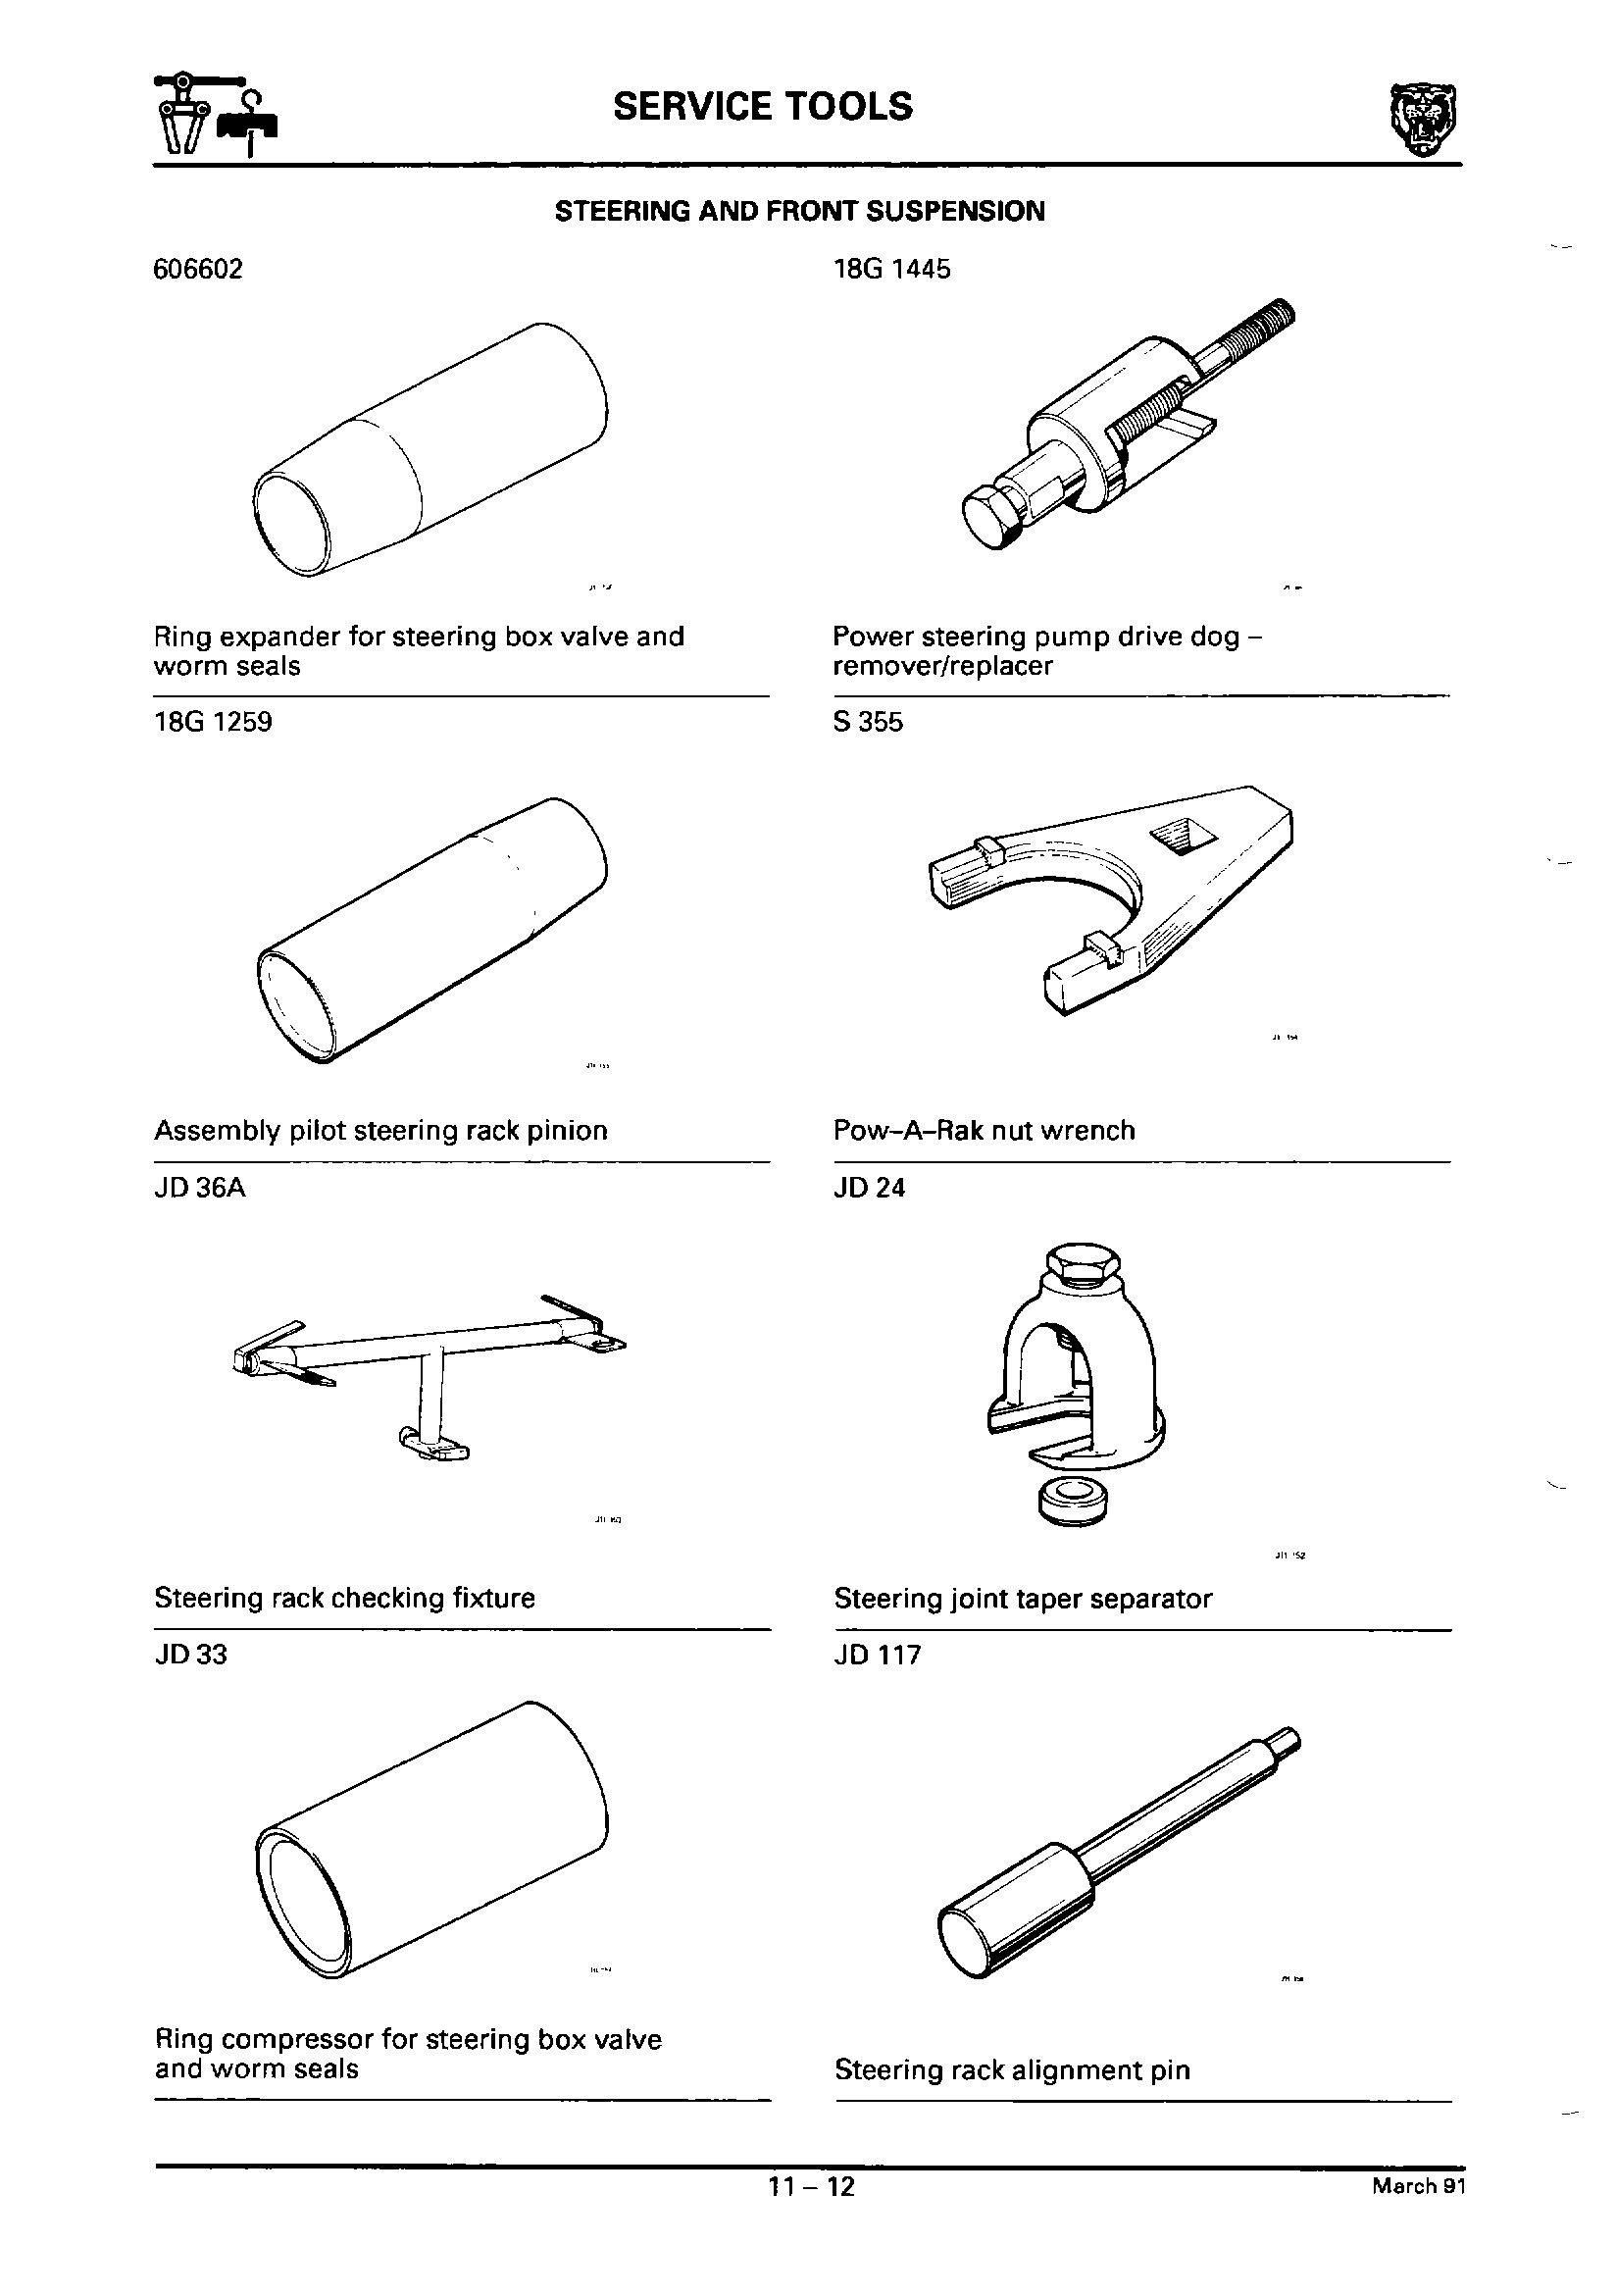 SERVICE TOOLS
STEERING AND FRONT SUSPENSION
606602
18G 1445
Ring expander for steering box valve and
worm seals
Power steering pump drive dog –
remover/replacer
18G 1259
S 355
Assembly pilot steering rack pinion
Pow–A–Rak nut wrench
JD 36A
JD 24
Steering rack checking fixture
Steering joint taper separator
JD 33
JD 117
Ring compressor for steering box valve
and worm seals
Steering rack alignment pin
11 – 12
March 91